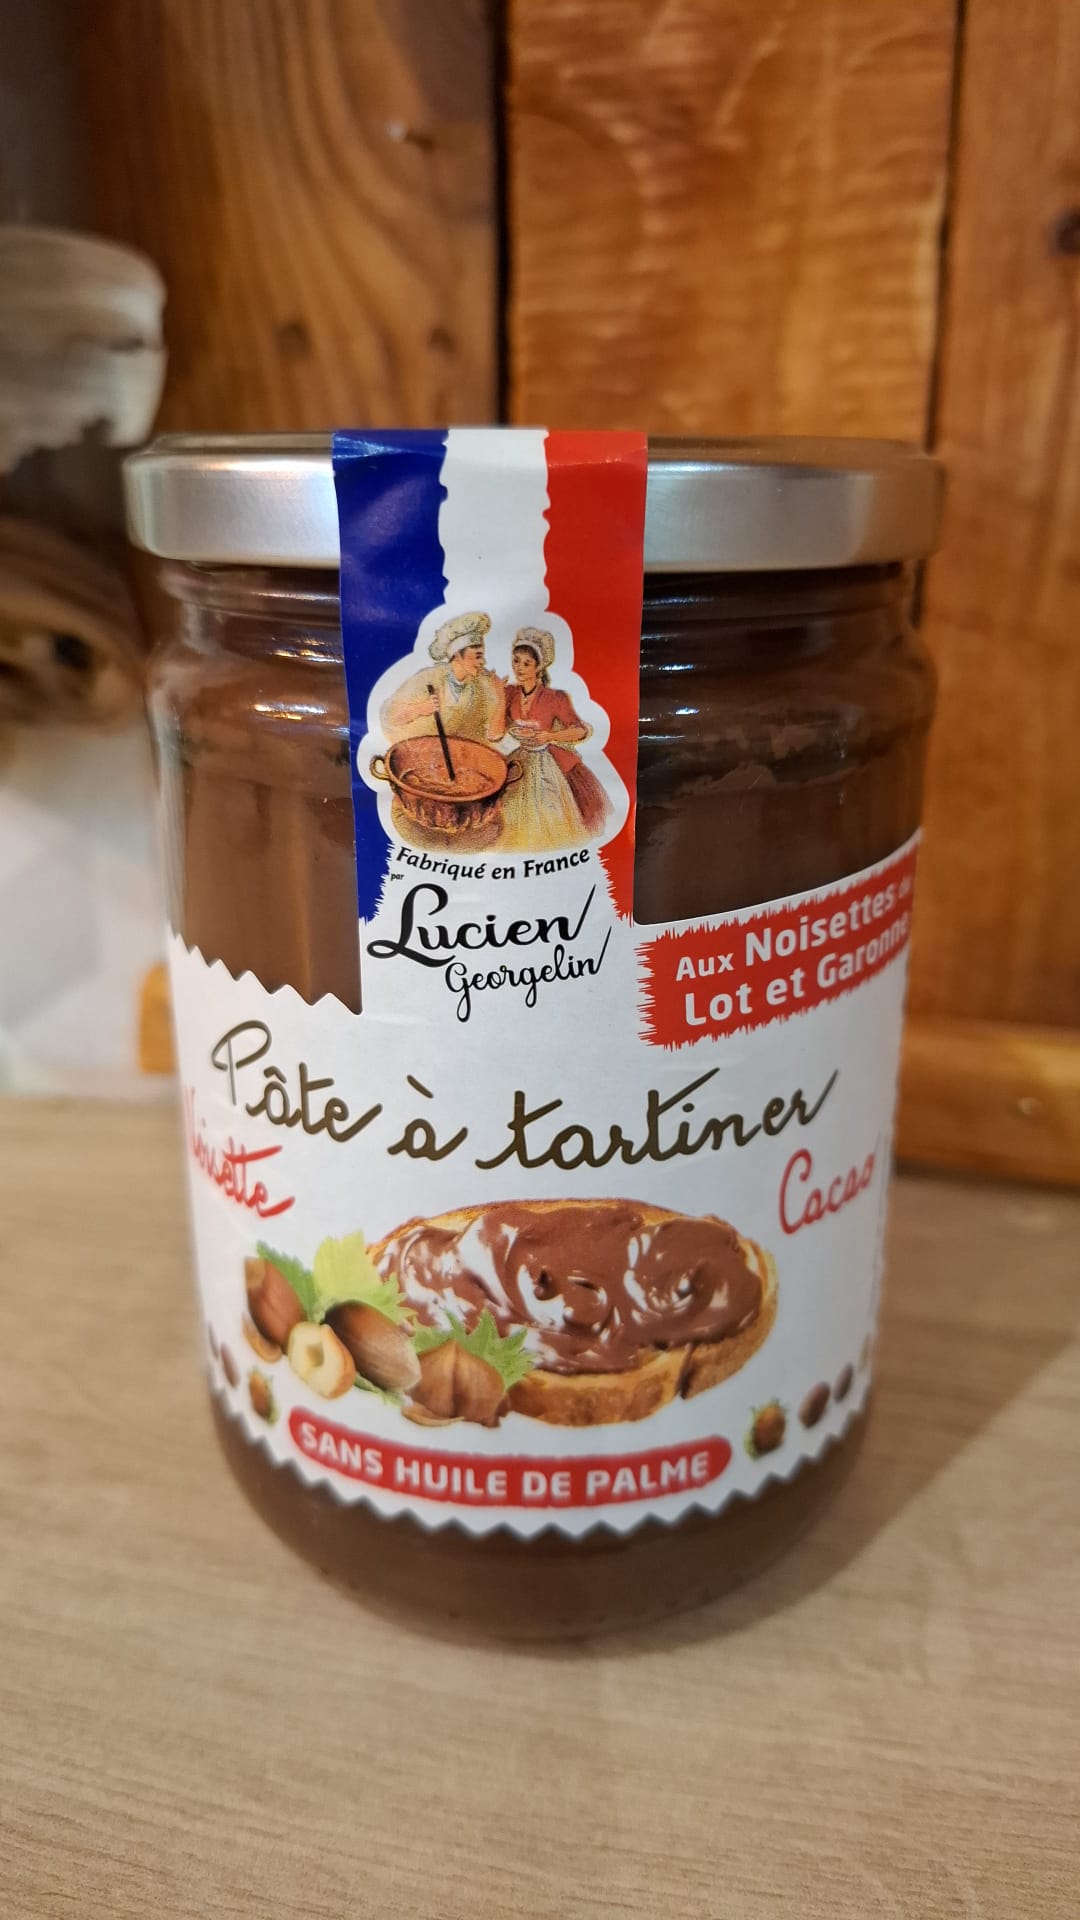 Fabriqué en France
par
Lucien
Georgelin
Aux Noisettes de
Lot et Garonne
Pâte à tartiner
Noisette
Cacao
SANS HUILE DE PALME